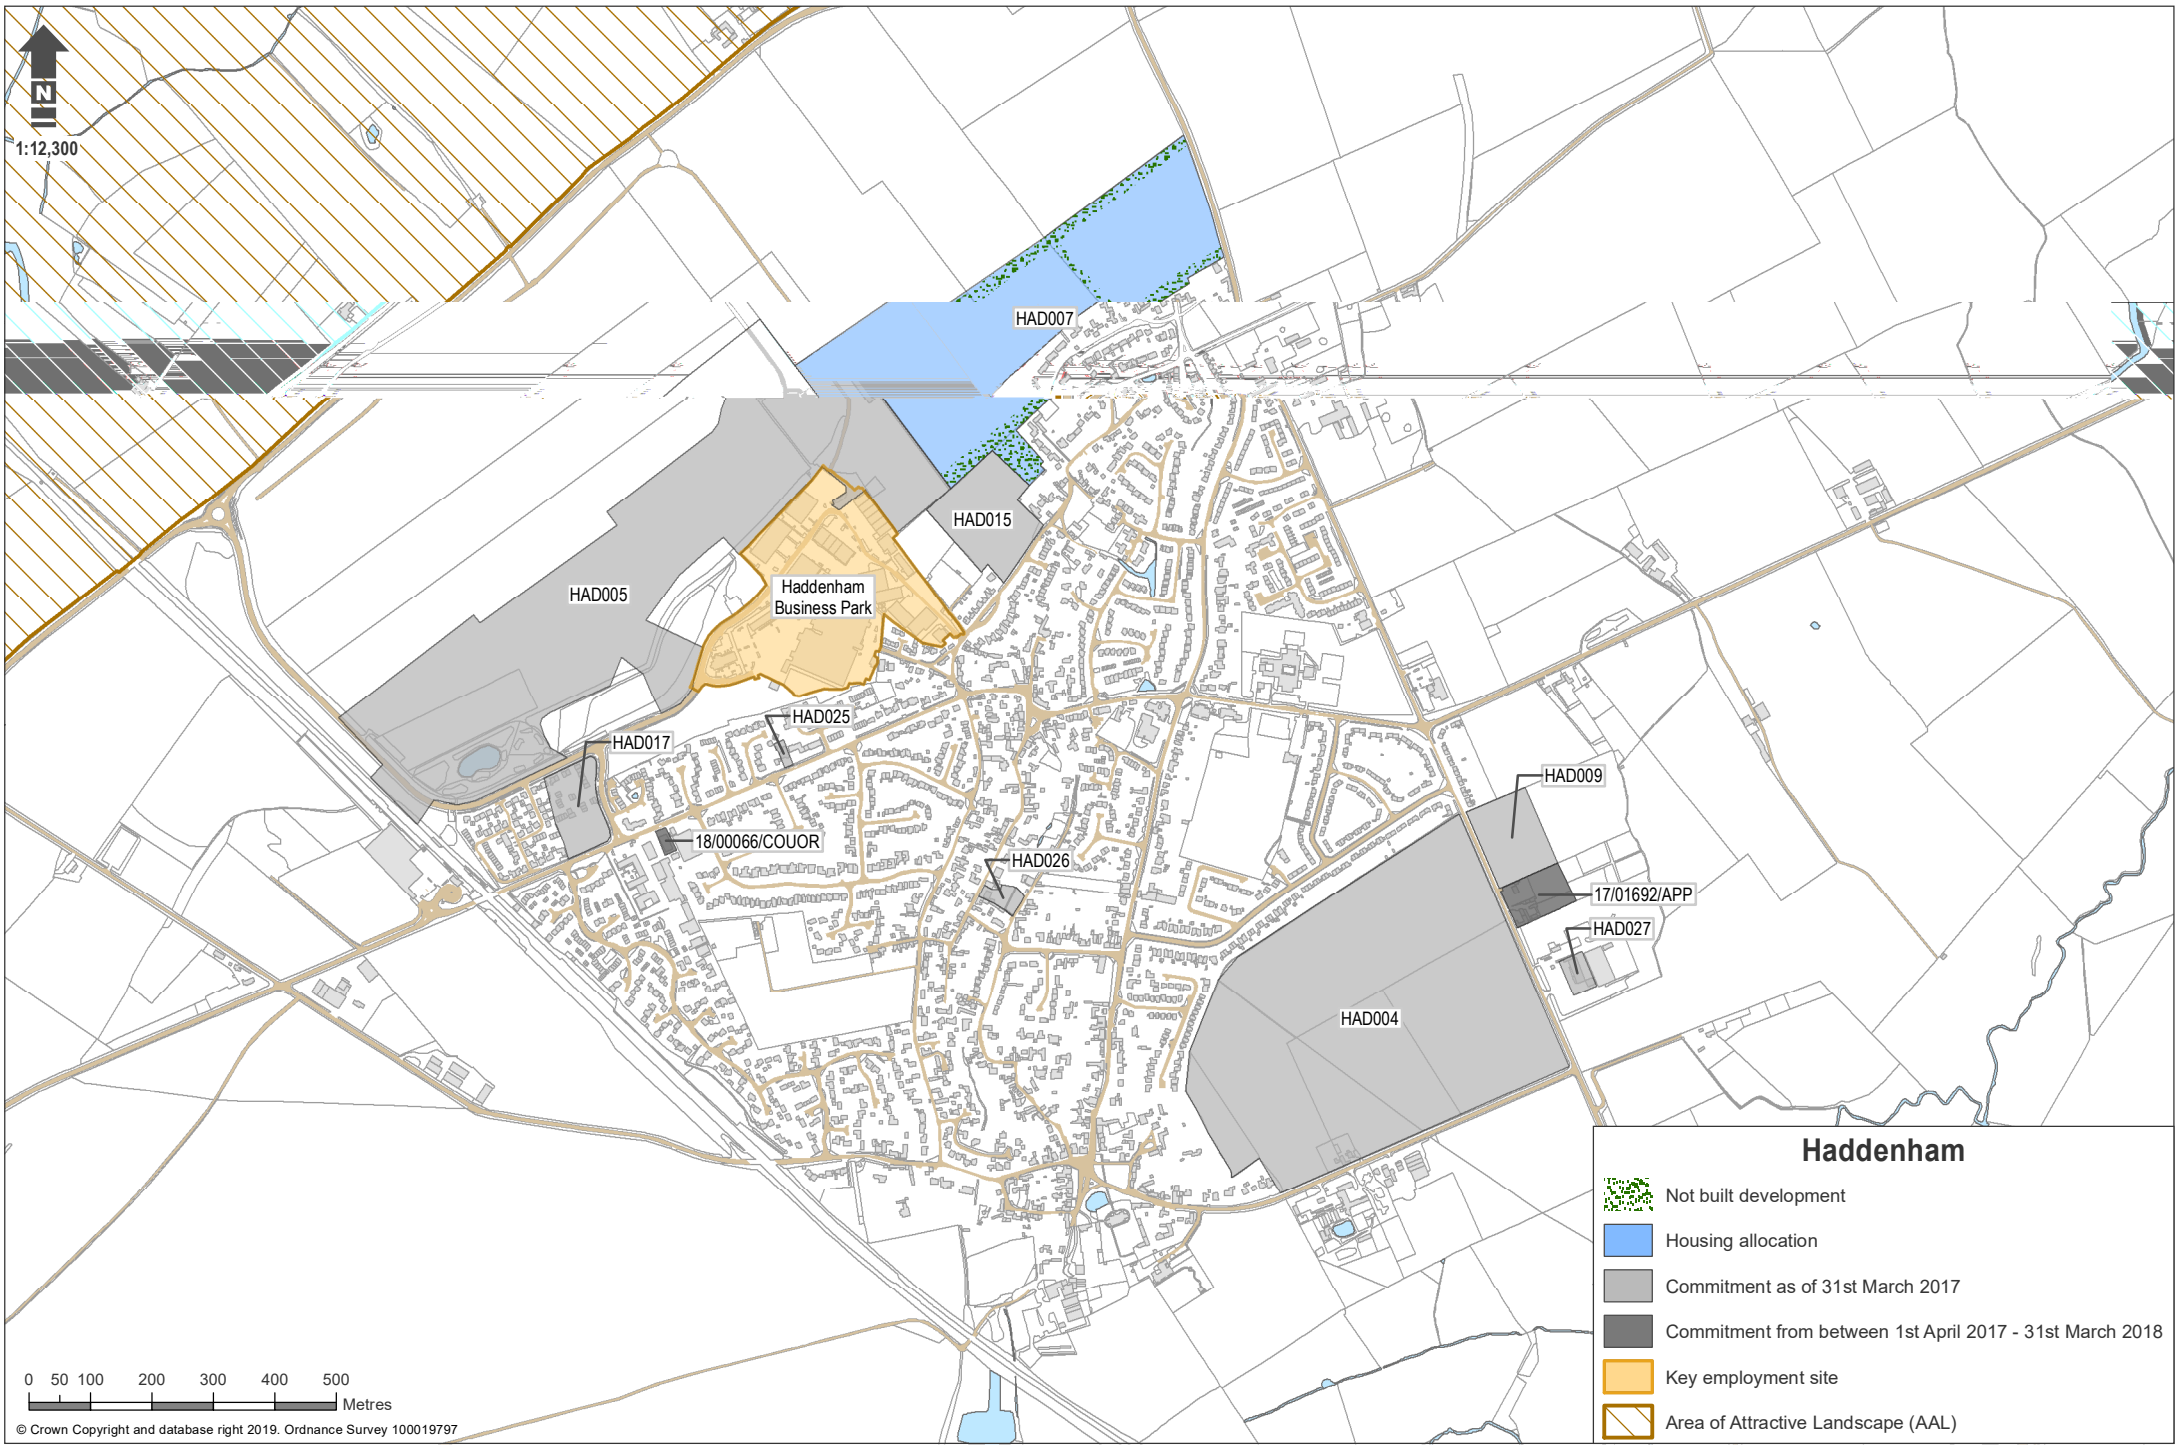 N
1:12,300
HAD007
HAD015
HAD005
Haddenham
Business Park
HAD025
HAD017
HAD009
18/00066/COUOR
HAD026
17/01692/APP
HAD027
HAD004
Haddenham
Not built development
Housing allocation
Commitment as of 31st March 2017
Commitment from between 1st April 2017 - 31st March 2018
Key employment site
Area of Attractive Landscape (AAL)
0 50 100 200 300 400 500
Metres
© Crown Copyright and database right 2019. Ordnance Survey 100019797